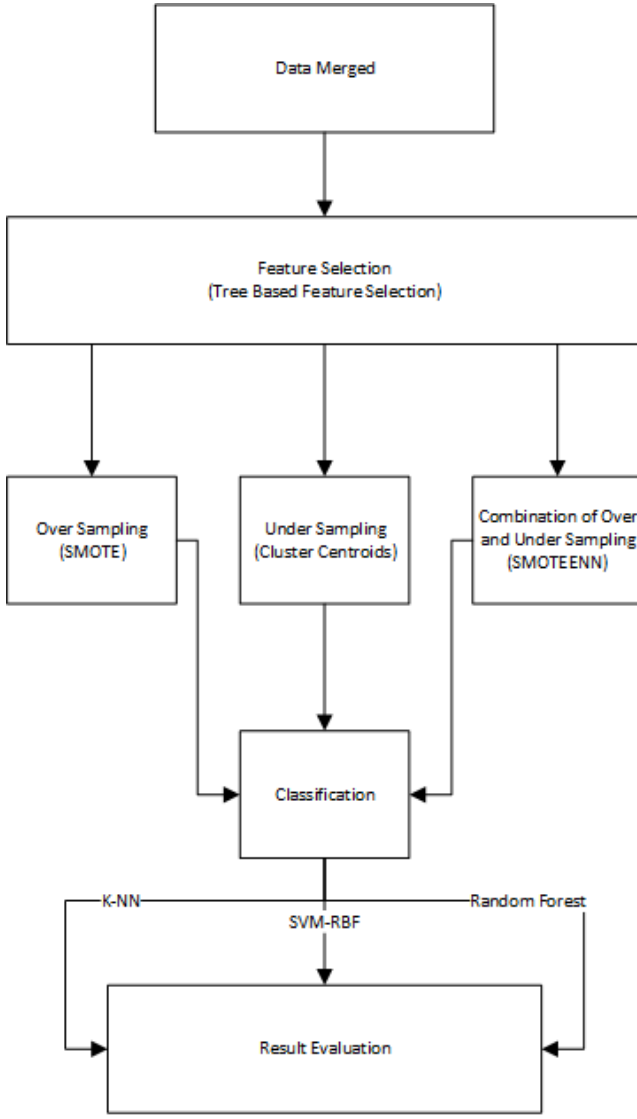 Data Merged
Feature Selection
(Tree Based Feature Selection)
Over Sampling
(SMOTE)
Under Sampling
(Cluster Centroids)
Combination of Over
and Under Sampling
(SMOTEENN)
Classification
K-NN
SVM-RBF
Random Forest
Result Evaluation